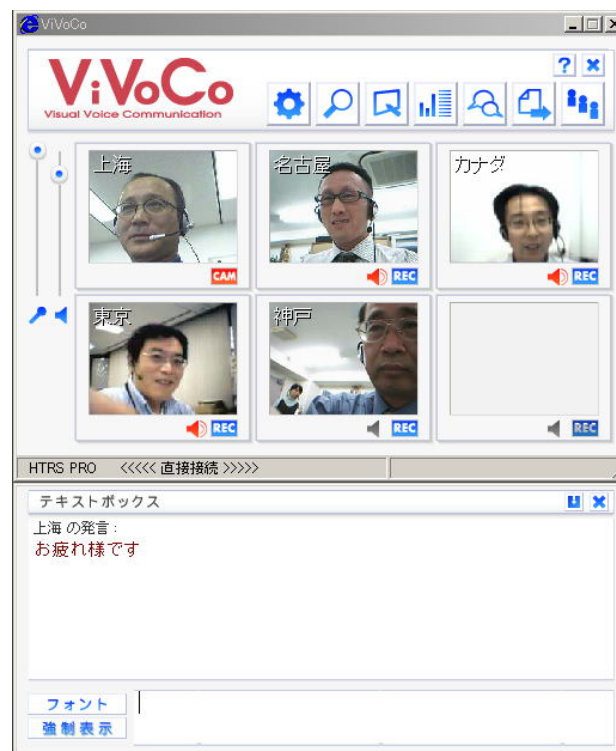 ViVoCo
ViVoCo
Visual Voice Communication
?
上海
名古屋
カナダ
CAM
REC
REC
東京
神戸
REC
REC
REC
HTRS PRO <<<<< 直接接続 >>>>>
テキストボックス
上海 の発言 :
お疲れ様です
フォント
強制表示